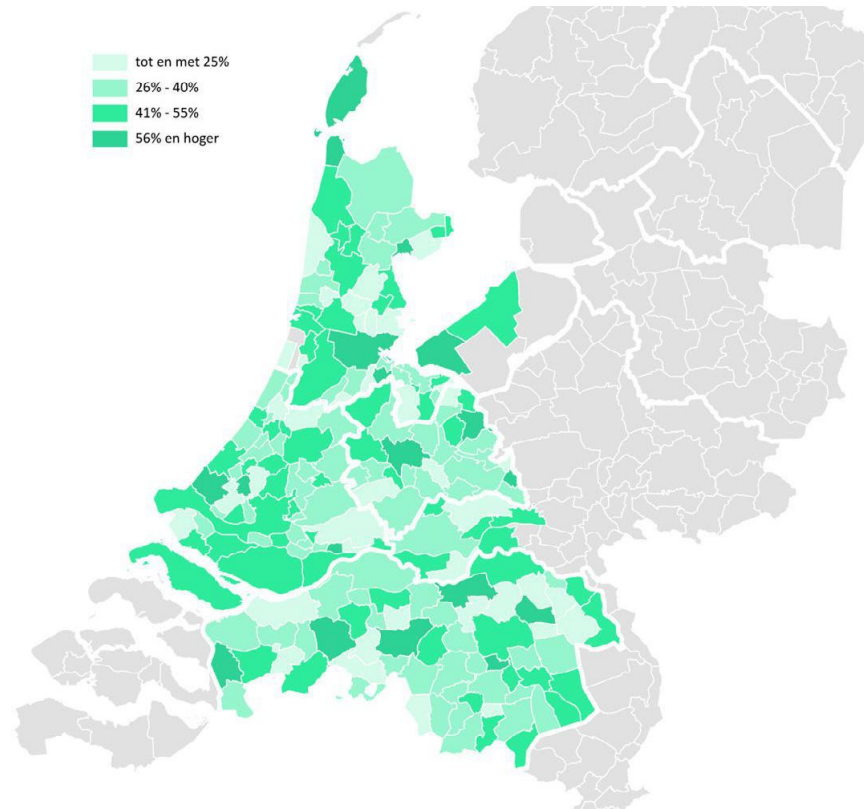 tot en met 25%
26% - 40%
41% - 55%
56% en hoger